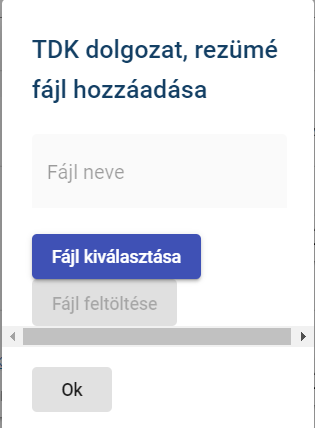 TDK dolgozat, rezümé
fájl hozzáadása
Fájl neve
Fájl kiválasztása
Fájl feltöltése
Ok